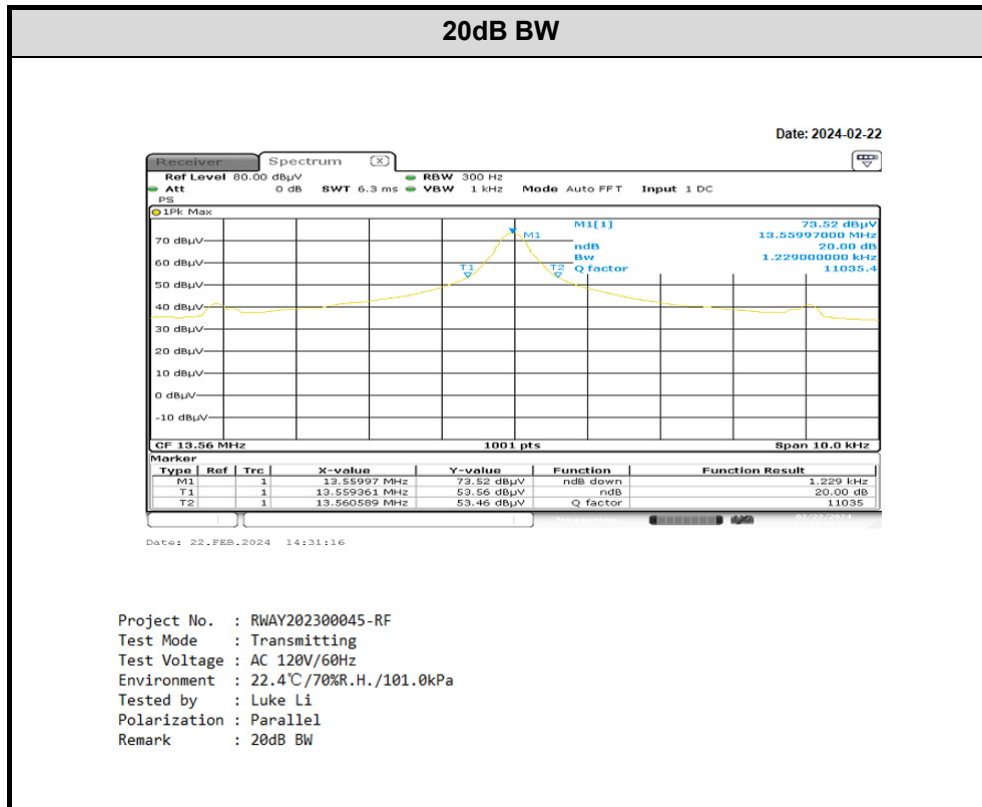 20dB BW
Date: 2024-02-22
Receiver Spectrum X
Ref Level 80.00 dBµV RBW 300 Hz
Att 0 dB SWT 6.3 ms VBW 1 kHz Mode Auto FFT Input 1 DC
PS
1Pk Max
M1[1] 73.52 dBµV
13.55997000 MHz
M1
70 dBµV
ndB 20.00 dB
Bw 1.229000000 kHz
60 dBµV
T1 T2 Q factor 11035.4
50 dBµV
40 dBµV
30 dBµV
20 dBµV
10 dBµV
0 dBµV
-10 dBµV
CF 13.56 MHz 1001 pts Span 10.0 kHz
Marker
Type Ref Trc X-value Y-value Function Function Result
M1 1 13.55997 MHz 73.52 dBµV ndB down 1.229 kHz
T1 1 13.559361 MHz 53.56 dBµV ndB 20.00 dB
T2 1 13.560589 MHz 53.46 dBµV Q factor 11035
Date: 22.FEB.2024 14:31:16
Project No. : RWAY202300045-RF
Test Mode : Transmitting
Test Voltage : AC 120V/60Hz
Environment : 22.4℃/70%R.H./101.0kPa
Tested by : Luke Li
Polarization : Parallel
Remark : 20dB BW